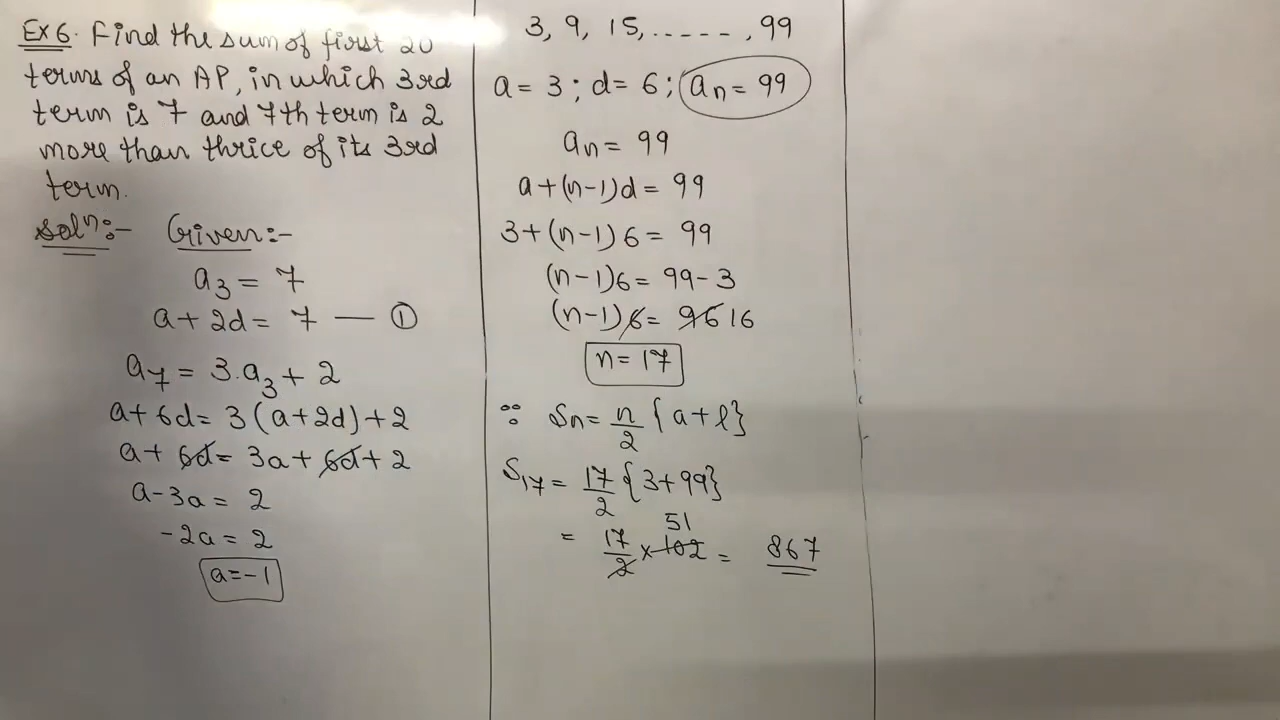 Ex 6. Find the sum of first 20
terms of an AP, in which 3rd
term is 7 and 7th term is 2
more than thrice of its 3rd
term.
Solⁿ:- Given:-
a₃ = 7
a + 2d = 7 — ①
a₇ = 3.a₃ + 2
a + 6d = 3(a + 2d) + 2
a + 6d = 3a + 6d + 2
a - 3a = 2
-2a = 2
a = -1
3, 9, 15, ....., 99
a = 3 ; d = 6 ; aₙ = 99
aₙ = 99
a + (n-1)d = 99
3 + (n-1) 6 = 99
(n-1)6 = 99 - 3
(n-1) 6 = 96 16
n = 17
∵ Sₙ = n/2 {a + l}
S₁₇ = 17/2 {3 + 99}
51
= 17/2 × 102 = 867